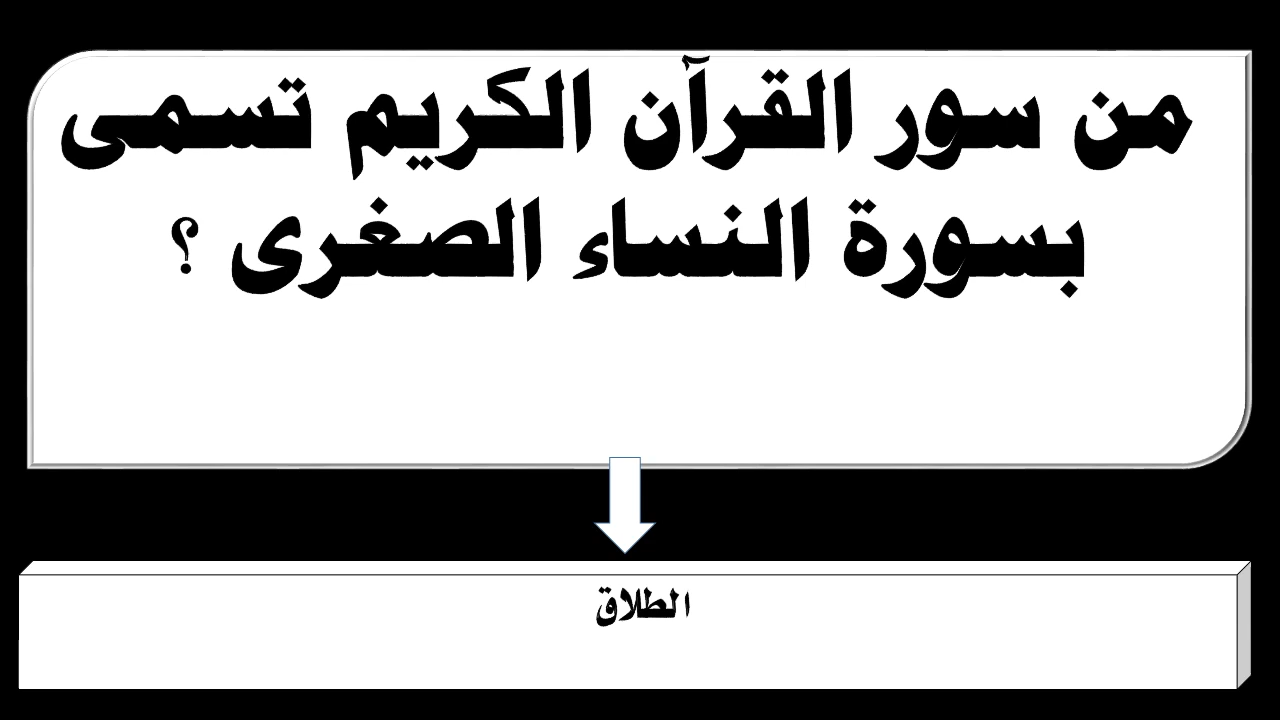 من سور القرآن الكريم تسمى
بسورة النساء الصغرى ؟
الطلاق